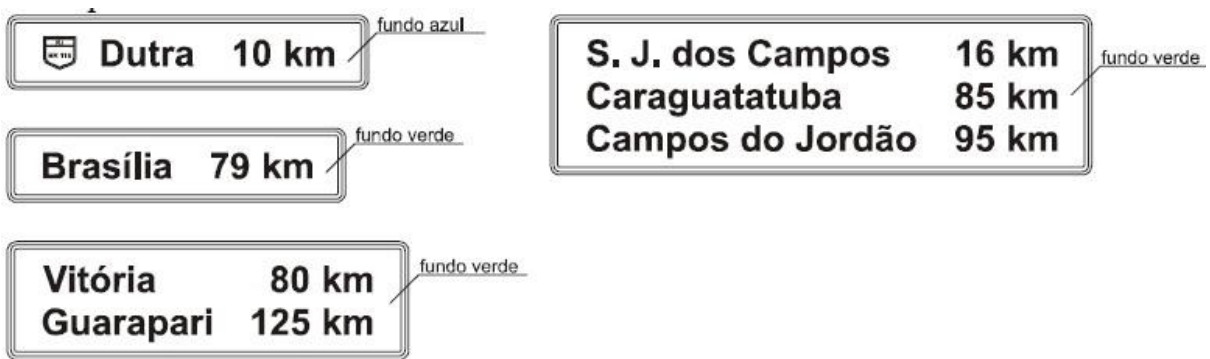 Dutra 10 km
fundo azul
Brasília 79 km
fundo verde
Vitória 80 km
Guarapari 125 km
fundo verde
S. J. dos Campos 16 km
Caraguatatuba 85 km
Campos do Jordão 95 km
fundo verde